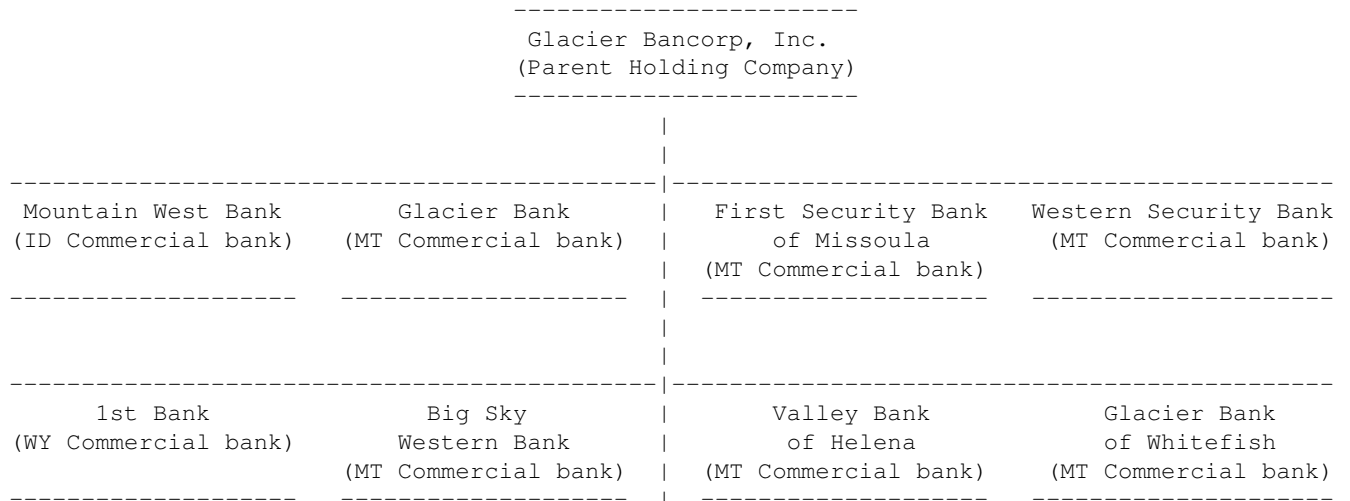 ------------------------
Glacier Bancorp, Inc.
(Parent Holding Company)
------------------------
|
|
---------------------------------------------|----------------------------------------------
Mountain West Bank Glacier Bank | First Security Bank Western Security Bank
(ID Commercial bank) (MT Commercial bank) | of Missoula (MT Commercial bank)
| (MT Commercial bank)
-------------------- -------------------- | -------------------- ---------------------
|
|
---------------------------------------------|----------------------------------------------
1st Bank Big Sky | Valley Bank Glacier Bank
(WY Commercial bank) Western Bank | of Helena of Whitefish
(MT Commercial bank) | (MT Commercial bank) (MT Commercial bank)
-------------------- -------------------- | -------------------- ---------------------